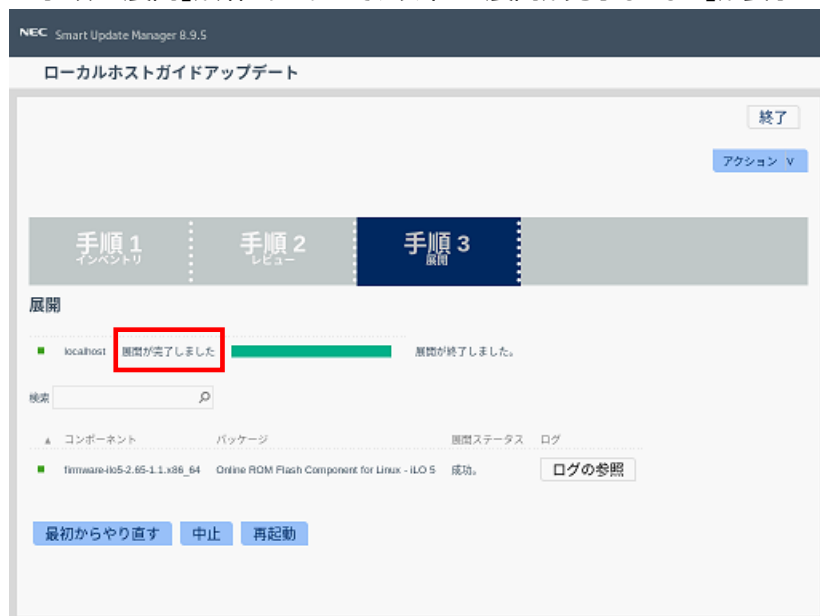 NEC Smart Update Manager 8.9.5
ローカルホストガイドアップデート
終了
アクション ∨
手順 1
インベントリ
手順 2
レビュー
手順 3
展開
展開
localhost 展開が完了しました 展開が終了しました。
検索
▲ コンポーネント パッケージ 展開ステータス ログ
firmware-ilo5-2.65-1.1.x86_64 Online ROM Flash Component for Linux - iLO 5 成功。 ログの参照
最初からやり直す 中止 再起動